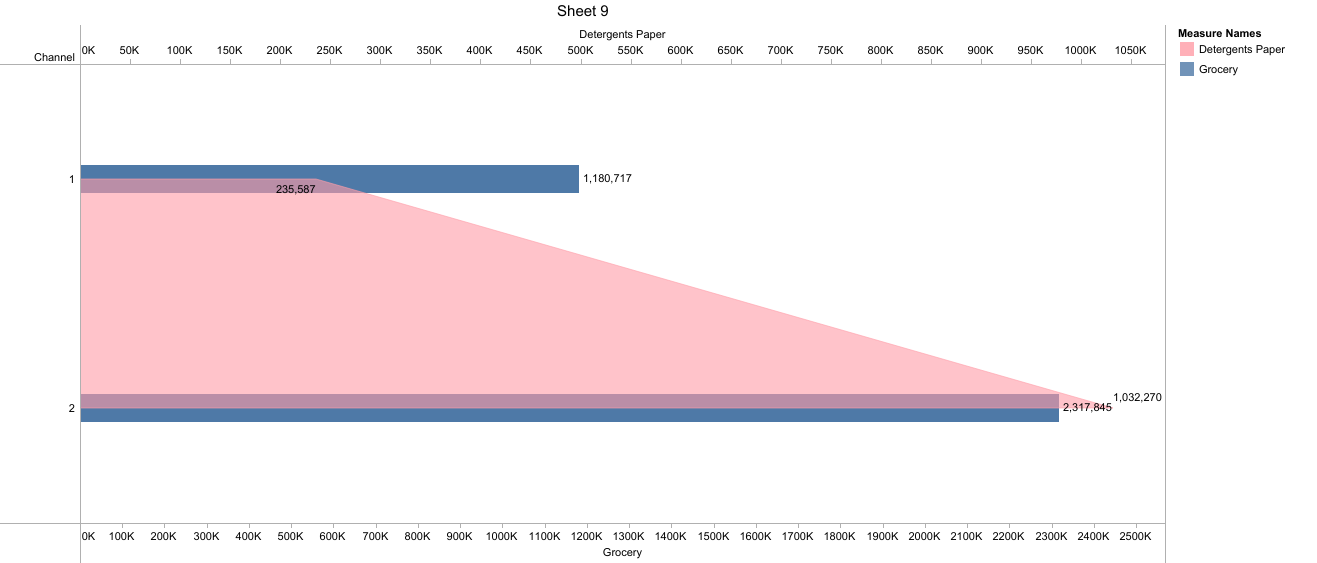 Sheet 9
Detergents Paper
0K 50K 100K 150K 200K 250K 300K 350K 400K 450K 500K 550K 600K 650K 700K 750K 800K 850K 900K 950K 1000K 1050K
Channel
Measure Names
Detergents Paper
Grocery
1
1,180,717
235,587
1,032,270
2
2,317,845
0K 100K 200K 300K 400K 500K 600K 700K 800K 900K 1000K 1100K 1200K 1300K 1400K 1500K 1600K 1700K 1800K 1900K 2000K 2100K 2200K 2300K 2400K 2500K
Grocery